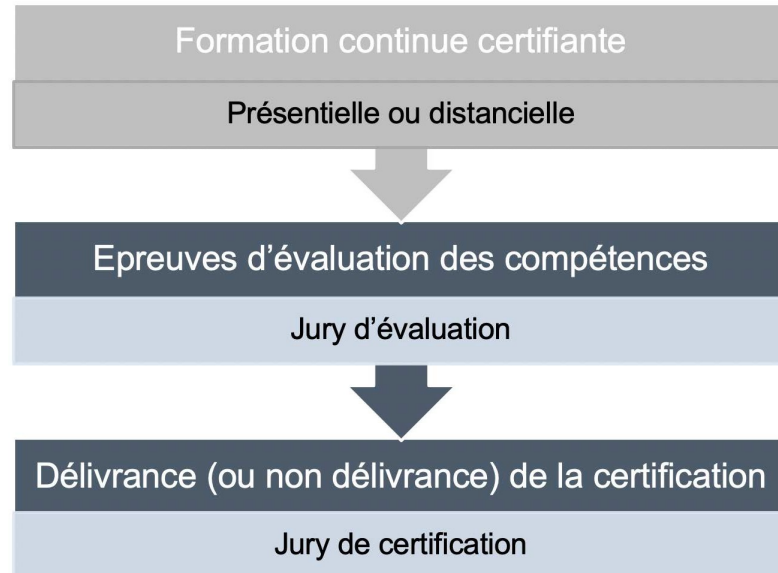 Formation continue certifiante
Présentielle ou distancielle
Epreuves d’évaluation des compétences
Jury d’évaluation
Délivrance (ou non délivrance) de la certification
Jury de certification